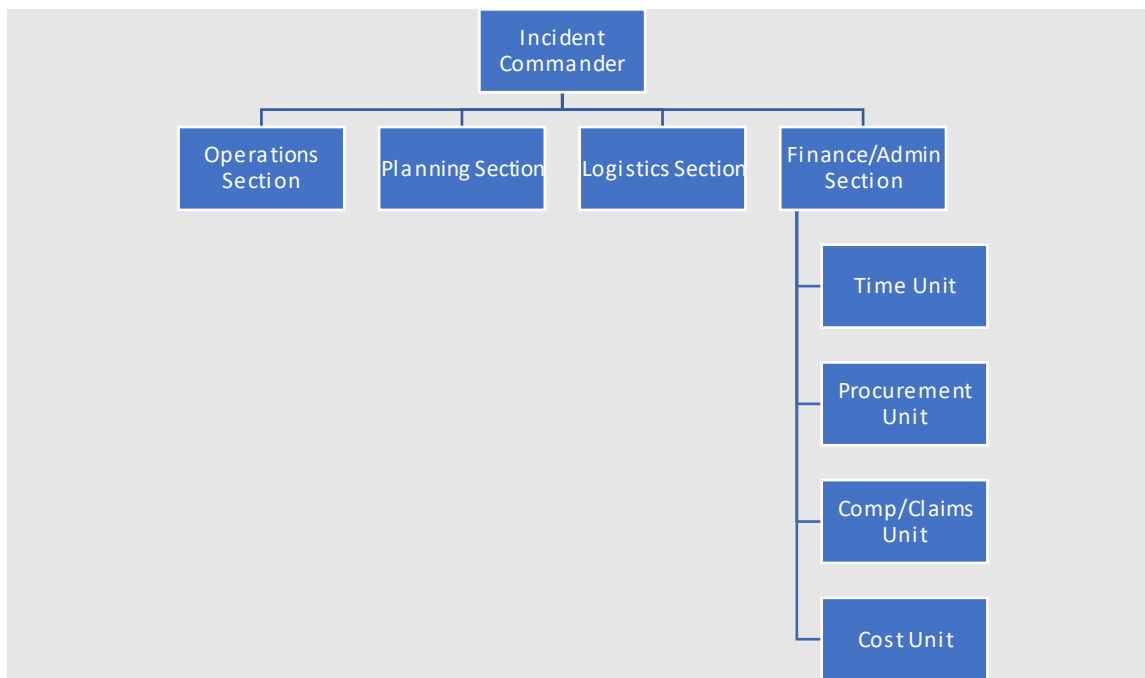 Incident
Commander
Operations
Section
Planning Section
Logistics Section
Finance/Admin
Section
Time Unit
Procurement
Unit
Comp/Claims
Unit
Cost Unit